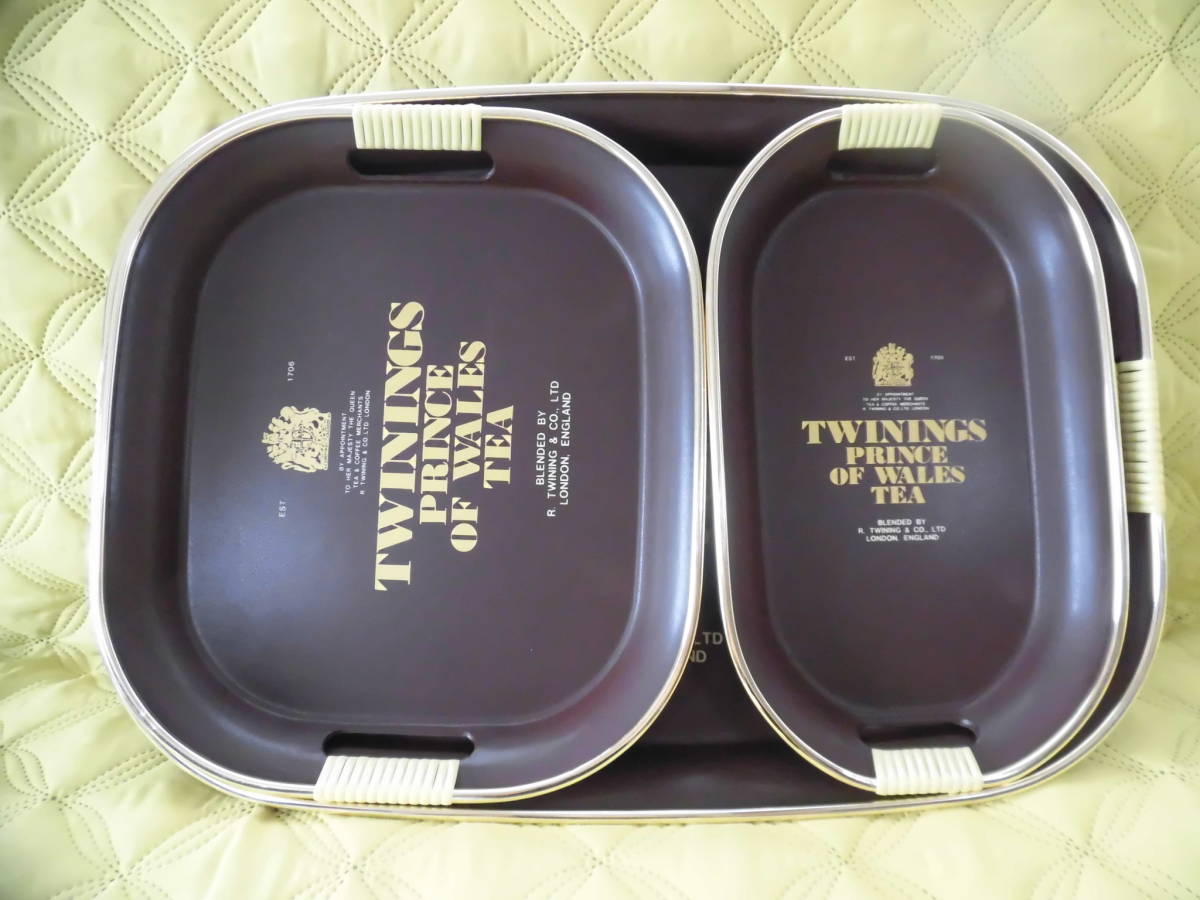 EST 1706
BY APPOINTMENT
TO HER MAJESTY THE QUEEN
TEA & COFFEE MERCHANTS
R TWINING & CO. LTD LONDON
TWININGS
PRINCE
OF WALES
TEA
BLENDED BY
R. TWINING & CO., LTD
LONDON, ENGLAND
EST 1706
BY APPOINTMENT
TO HER MAJESTY THE QUEEN
TEA & COFFEE MERCHANTS
R TWINING & CO. LTD LONDON
TWININGS
PRINCE
OF WALES
TEA
BLENDED BY
R. TWINING & CO., LTD
LONDON, ENGLAND
LTD
ND